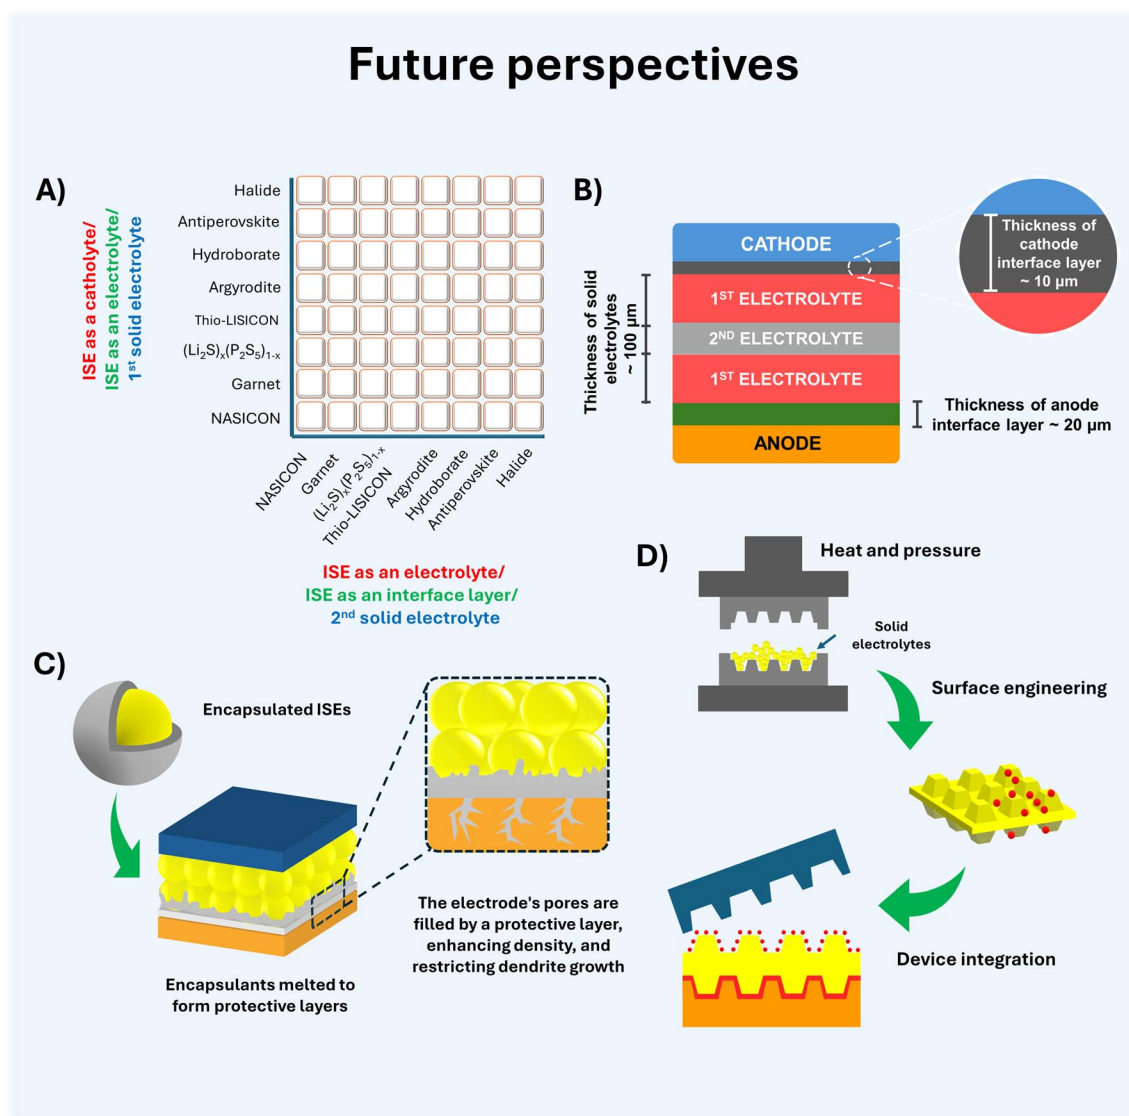 Future perspectives
A)
ISE as a catholyte/
ISE as an electrolyte/
1st solid electrolyte
Halide
Antiperovskite
Hydroborate
Argyrodite
Thio-LISICON
(Li2S)x(P2S5)1-x
Garnet
NASICON
NASICON
Garnet
(Li2S)x(P2S5)1-x
Thio-LISICON
Argyrodite
Hydroborate
Antiperovskite
Halide
ISE as an electrolyte/
ISE as an interface layer/
2nd solid electrolyte
B)
Thickness of solid
electrolytes
~ 100 µm
CATHODE
1ST ELECTROLYTE
2ND ELECTROLYTE
1ST ELECTROLYTE
ANODE
Thickness of
cathode
interface layer
~ 10 µm
Thickness of anode
interface layer ~ 20 µm
C)
Encapsulated ISEs
Encapsulants melted to
form protective layers
The electrode's pores are
filled by a protective layer,
enhancing density, and
restricting dendrite growth
D)
Heat and pressure
Solid
electrolytes
Surface engineering
Device integration